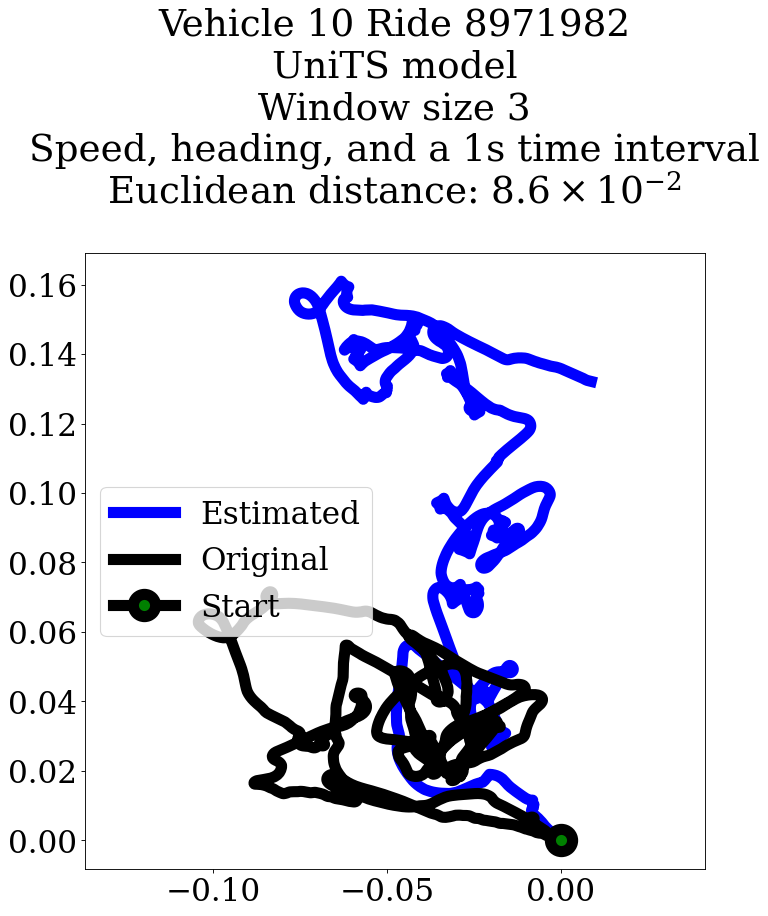 Vehicle 10 Ride 8971982
UniTS model
Window size 3
Speed, heading, and a 1s time interval
Euclidean distance: 8.6 × 10⁻²
0.16
0.14
0.12
0.10
0.08
0.06
0.04
0.02
0.00
Estimated
Original
Start
−0.10
−0.05
0.00